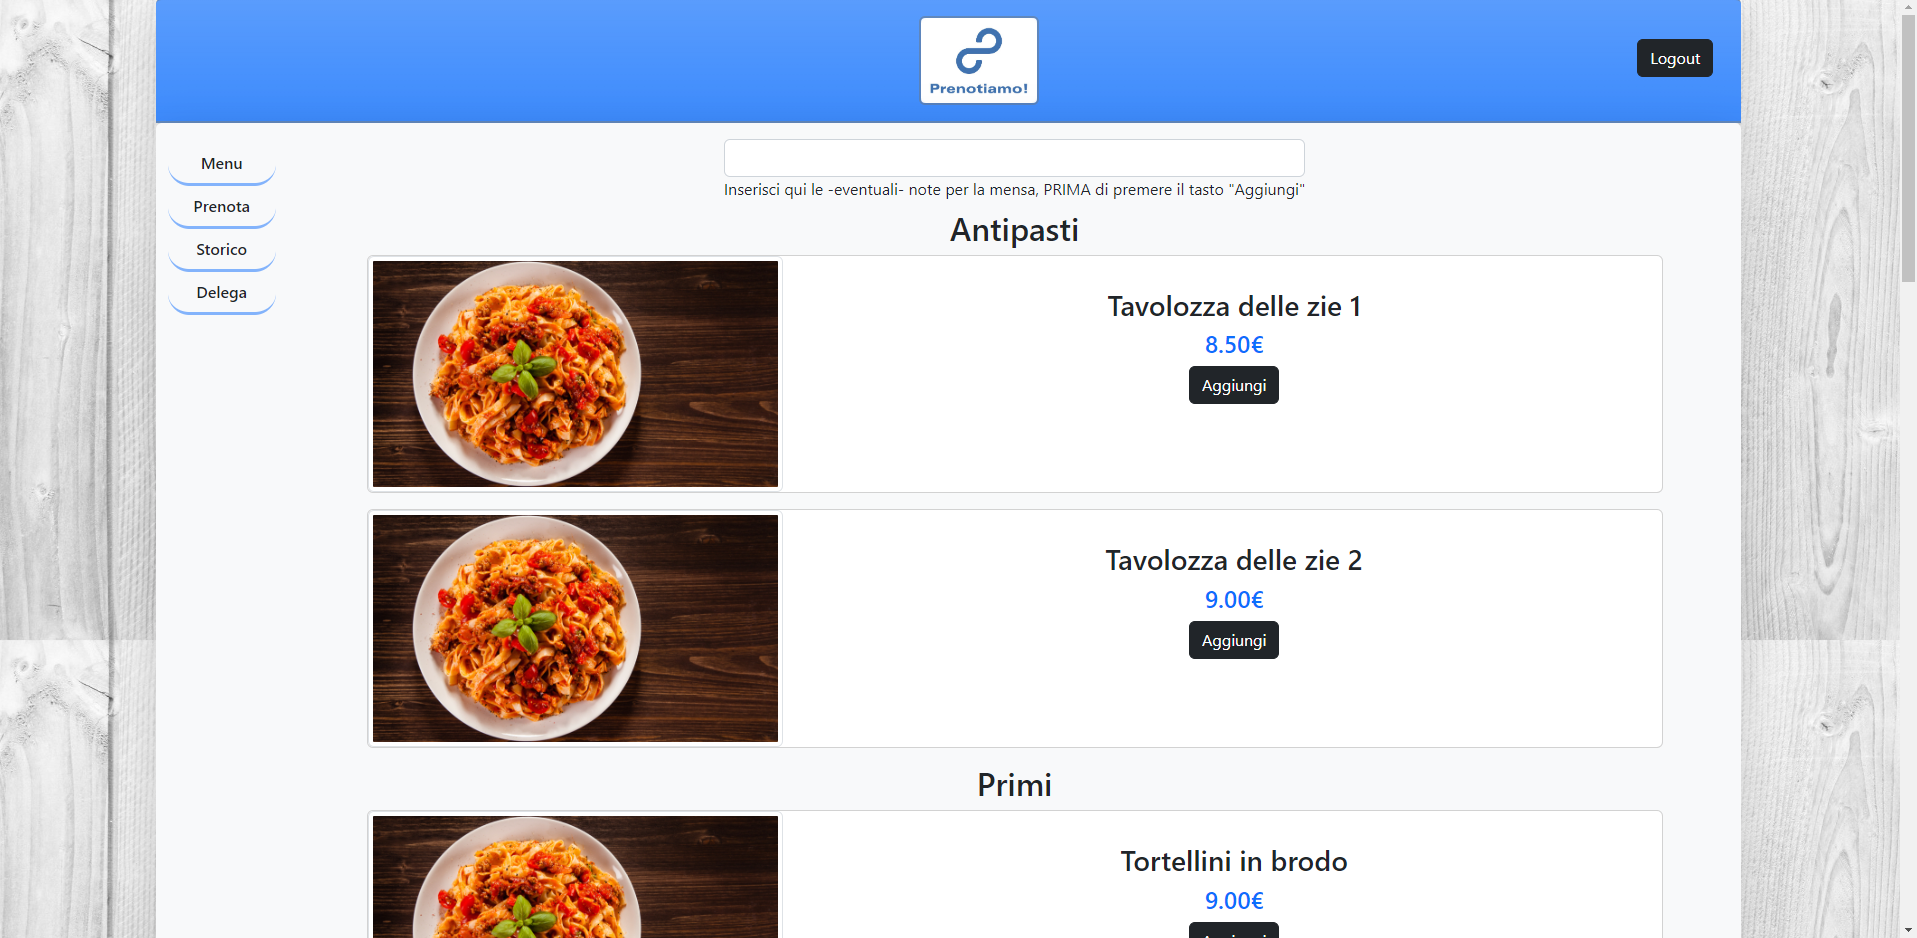 Prenotiamo!
Logout
Menu
Prenota
Storico
Delega
Inserisci qui le -eventuali- note per la mensa, PRIMA di premere il tasto "Aggiungi"
Antipasti
Tavolozza delle zie 1
8.50€
Aggiungi
Tavolozza delle zie 2
9.00€
Aggiungi
Primi
Tortellini in brodo
9.00€